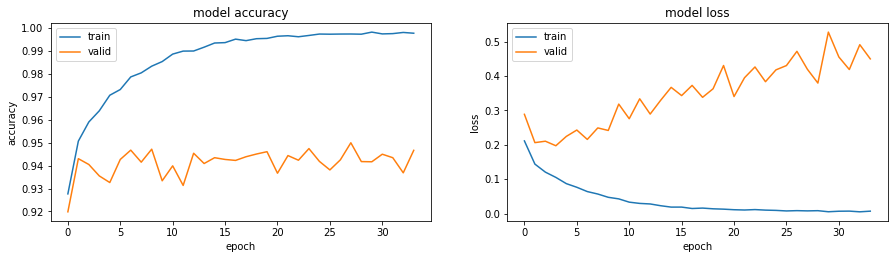 model accuracy
train
valid
1.00
0.99
0.98
0.97
0.96
0.95
0.94
0.93
0.92
accuracy
0
5
10
15
20
25
30
epoch
model loss
train
valid
0.5
0.4
0.3
0.2
0.1
0.0
loss
0
5
10
15
20
25
30
epoch